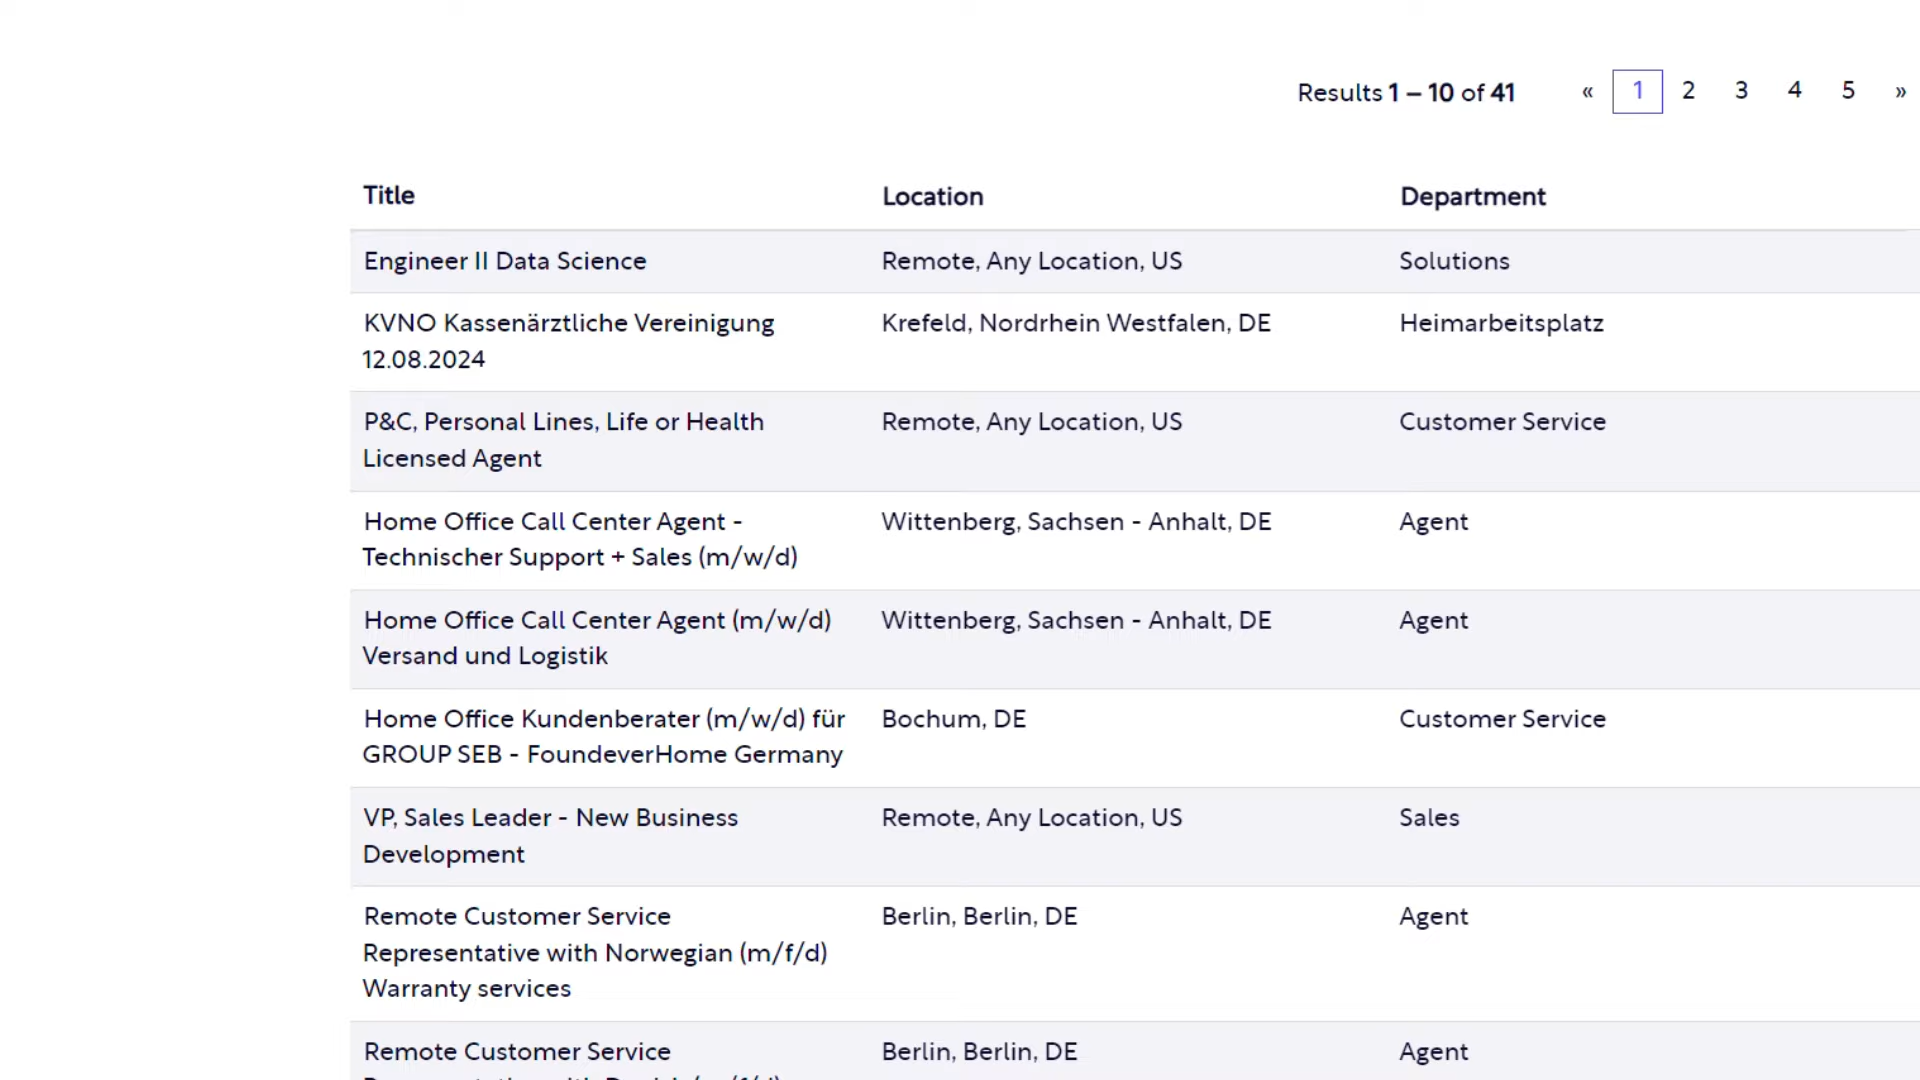 Results 1 – 10 of 41 « 1 2 3 4 5 »
Title Location Department
Engineer II Data Science Remote, Any Location, US Solutions
KVNO Kassenärztliche Vereinigung Krefeld, Nordrhein Westfalen, DE Heimarbeitsplatz
12.08.2024
P&C, Personal Lines, Life or Health Remote, Any Location, US Customer Service
Licensed Agent
Home Office Call Center Agent - Wittenberg, Sachsen - Anhalt, DE Agent
Technischer Support + Sales (m/w/d)
Home Office Call Center Agent (m/w/d) Wittenberg, Sachsen - Anhalt, DE Agent
Versand und Logistik
Home Office Kundenberater (m/w/d) für Bochum, DE Customer Service
GROUP SEB - FoundeverHome Germany
VP, Sales Leader - New Business Remote, Any Location, US Sales
Development
Remote Customer Service Berlin, Berlin, DE Agent
Representative with Norwegian (m/f/d)
Warranty services
Remote Customer Service Berlin, Berlin, DE Agent